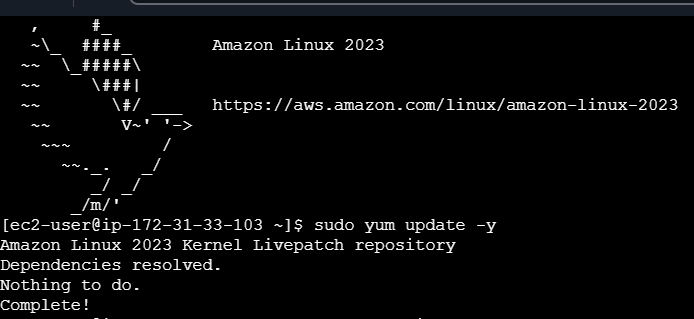 ,     #_
   ~\_  ####_        Amazon Linux 2023
  ~~  \_#####\
  ~~     \###|
  ~~       \#/ ___   https://aws.amazon.com/linux/amazon-linux-2023
   ~~       V~' '->
    ~~~         /
      ~~._.   _/
         _/ _/
       _/m/'
[ec2-user@ip-172-31-33-103 ~]$ sudo yum update -y
Amazon Linux 2023 Kernel Livepatch repository
Dependencies resolved.
Nothing to do.
Complete!